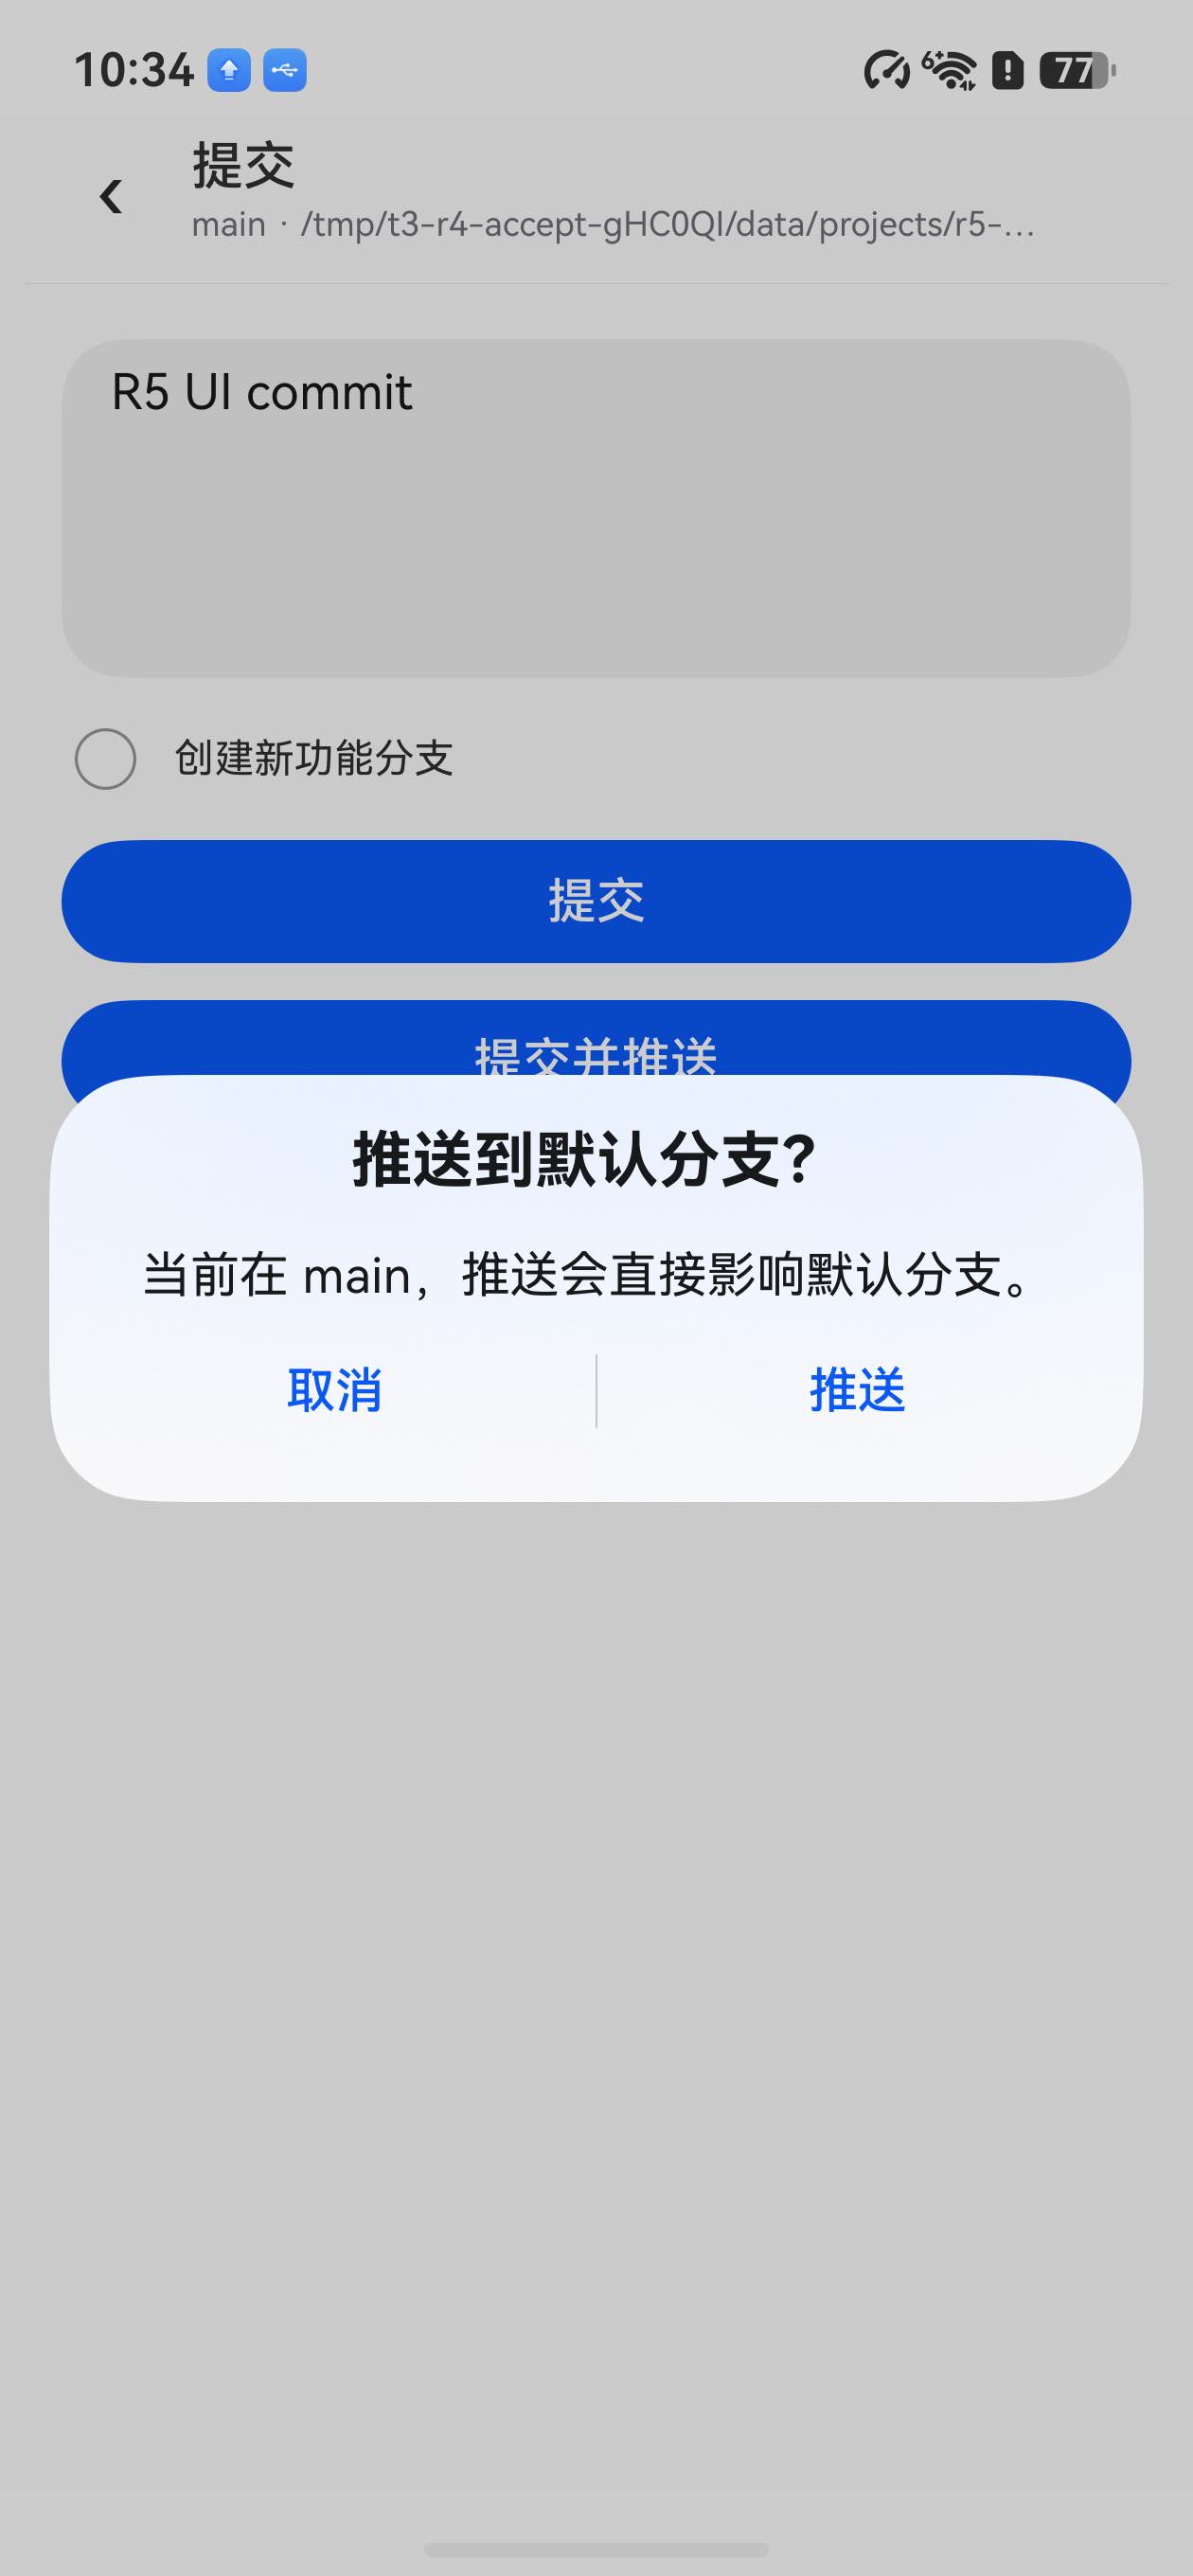 10:34
6+
77
提交
main · /tmp/t3-r4-accept-gHC0QI/data/projects/r5-...
R5 UI commit
创建新功能分支
提交
提交并推送
推送到默认分支?
当前在 main，推送会直接影响默认分支。
取消
推送